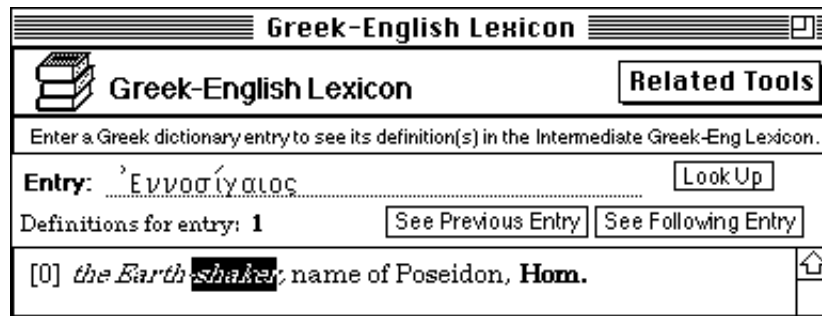 Greek-English Lexicon
Greek-English Lexicon Related Tools
Enter a Greek dictionary entry to see its definition(s) in the Intermediate Greek-Eng Lexicon.
Entry: Ἐννοσίγαιος Look Up
Definitions for entry: 1 See Previous Entry See Following Entry
[0] the Earth-shaker, name of Poseidon, Hom.